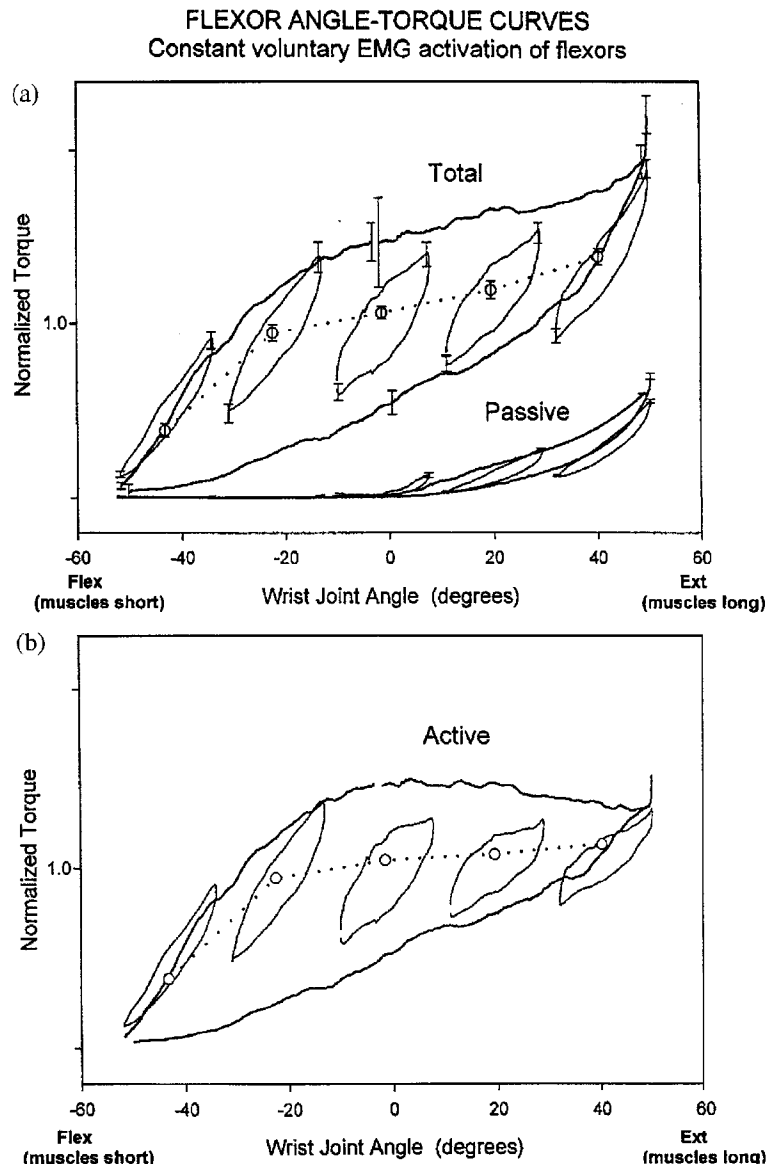 FLEXOR ANGLE-TORQUE CURVES
Constant voluntary EMG activation of flexors
(a)
Total
Normalized Torque
1.0
Passive
-60 -40 -20 0 20 40 60
Flex
(muscles short)
Wrist Joint Angle (degrees)
Ext
(muscles long)
(b)
Active
Normalized Torque
1.0
-60 -40 -20 0 20 40 60
Flex
(muscles short)
Wrist Joint Angle (degrees)
Ext
(muscles long)